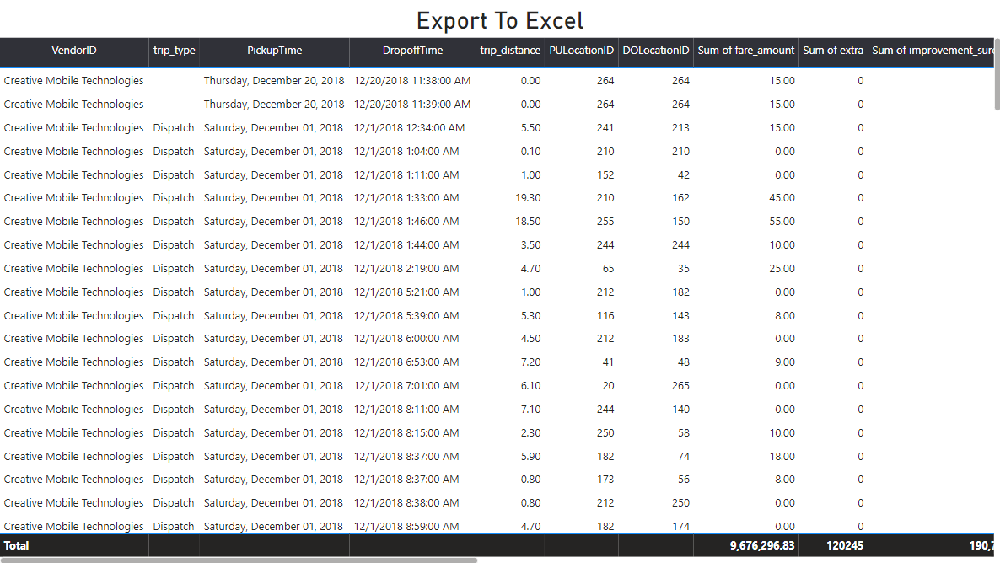 Export To Excel
VendorID trip_type PickupTime DropoffTime trip_distance PULocationID DOLocationID Sum of fare_amount Sum of extra Sum of improvement_surc
Creative Mobile Technologies Thursday, December 20, 2018 12/20/2018 11:38:00 AM 0.00 264 264 15.00 0
Creative Mobile Technologies Thursday, December 20, 2018 12/20/2018 11:39:00 AM 0.00 264 264 15.00 0
Creative Mobile Technologies Dispatch Saturday, December 01, 2018 12/1/2018 12:34:00 AM 5.50 241 213 15.00 0
Creative Mobile Technologies Dispatch Saturday, December 01, 2018 12/1/2018 1:04:00 AM 0.10 210 210 0.00 0
Creative Mobile Technologies Dispatch Saturday, December 01, 2018 12/1/2018 1:11:00 AM 1.00 152 42 0.00 0
Creative Mobile Technologies Dispatch Saturday, December 01, 2018 12/1/2018 1:33:00 AM 19.30 210 162 45.00 0
Creative Mobile Technologies Dispatch Saturday, December 01, 2018 12/1/2018 1:46:00 AM 18.50 255 150 55.00 0
Creative Mobile Technologies Dispatch Saturday, December 01, 2018 12/1/2018 1:44:00 AM 3.50 244 244 10.00 0
Creative Mobile Technologies Dispatch Saturday, December 01, 2018 12/1/2018 2:19:00 AM 4.70 65 35 25.00 0
Creative Mobile Technologies Dispatch Saturday, December 01, 2018 12/1/2018 5:21:00 AM 1.00 212 182 0.00 0
Creative Mobile Technologies Dispatch Saturday, December 01, 2018 12/1/2018 5:39:00 AM 5.30 116 143 8.00 0
Creative Mobile Technologies Dispatch Saturday, December 01, 2018 12/1/2018 6:00:00 AM 4.50 212 183 0.00 0
Creative Mobile Technologies Dispatch Saturday, December 01, 2018 12/1/2018 6:53:00 AM 7.20 41 48 9.00 0
Creative Mobile Technologies Dispatch Saturday, December 01, 2018 12/1/2018 7:01:00 AM 6.10 20 265 0.00 0
Creative Mobile Technologies Dispatch Saturday, December 01, 2018 12/1/2018 8:11:00 AM 7.10 244 140 0.00 0
Creative Mobile Technologies Dispatch Saturday, December 01, 2018 12/1/2018 8:15:00 AM 2.30 250 58 10.00 0
Creative Mobile Technologies Dispatch Saturday, December 01, 2018 12/1/2018 8:37:00 AM 5.90 182 74 18.00 0
Creative Mobile Technologies Dispatch Saturday, December 01, 2018 12/1/2018 8:37:00 AM 0.80 173 56 8.00 0
Creative Mobile Technologies Dispatch Saturday, December 01, 2018 12/1/2018 8:38:00 AM 0.80 212 250 0.00 0
Creative Mobile Technologies Dispatch Saturday, December 01, 2018 12/1/2018 8:59:00 AM 4.70 182 174 0.00 0
Total 9,676,296.83 120245 190,7